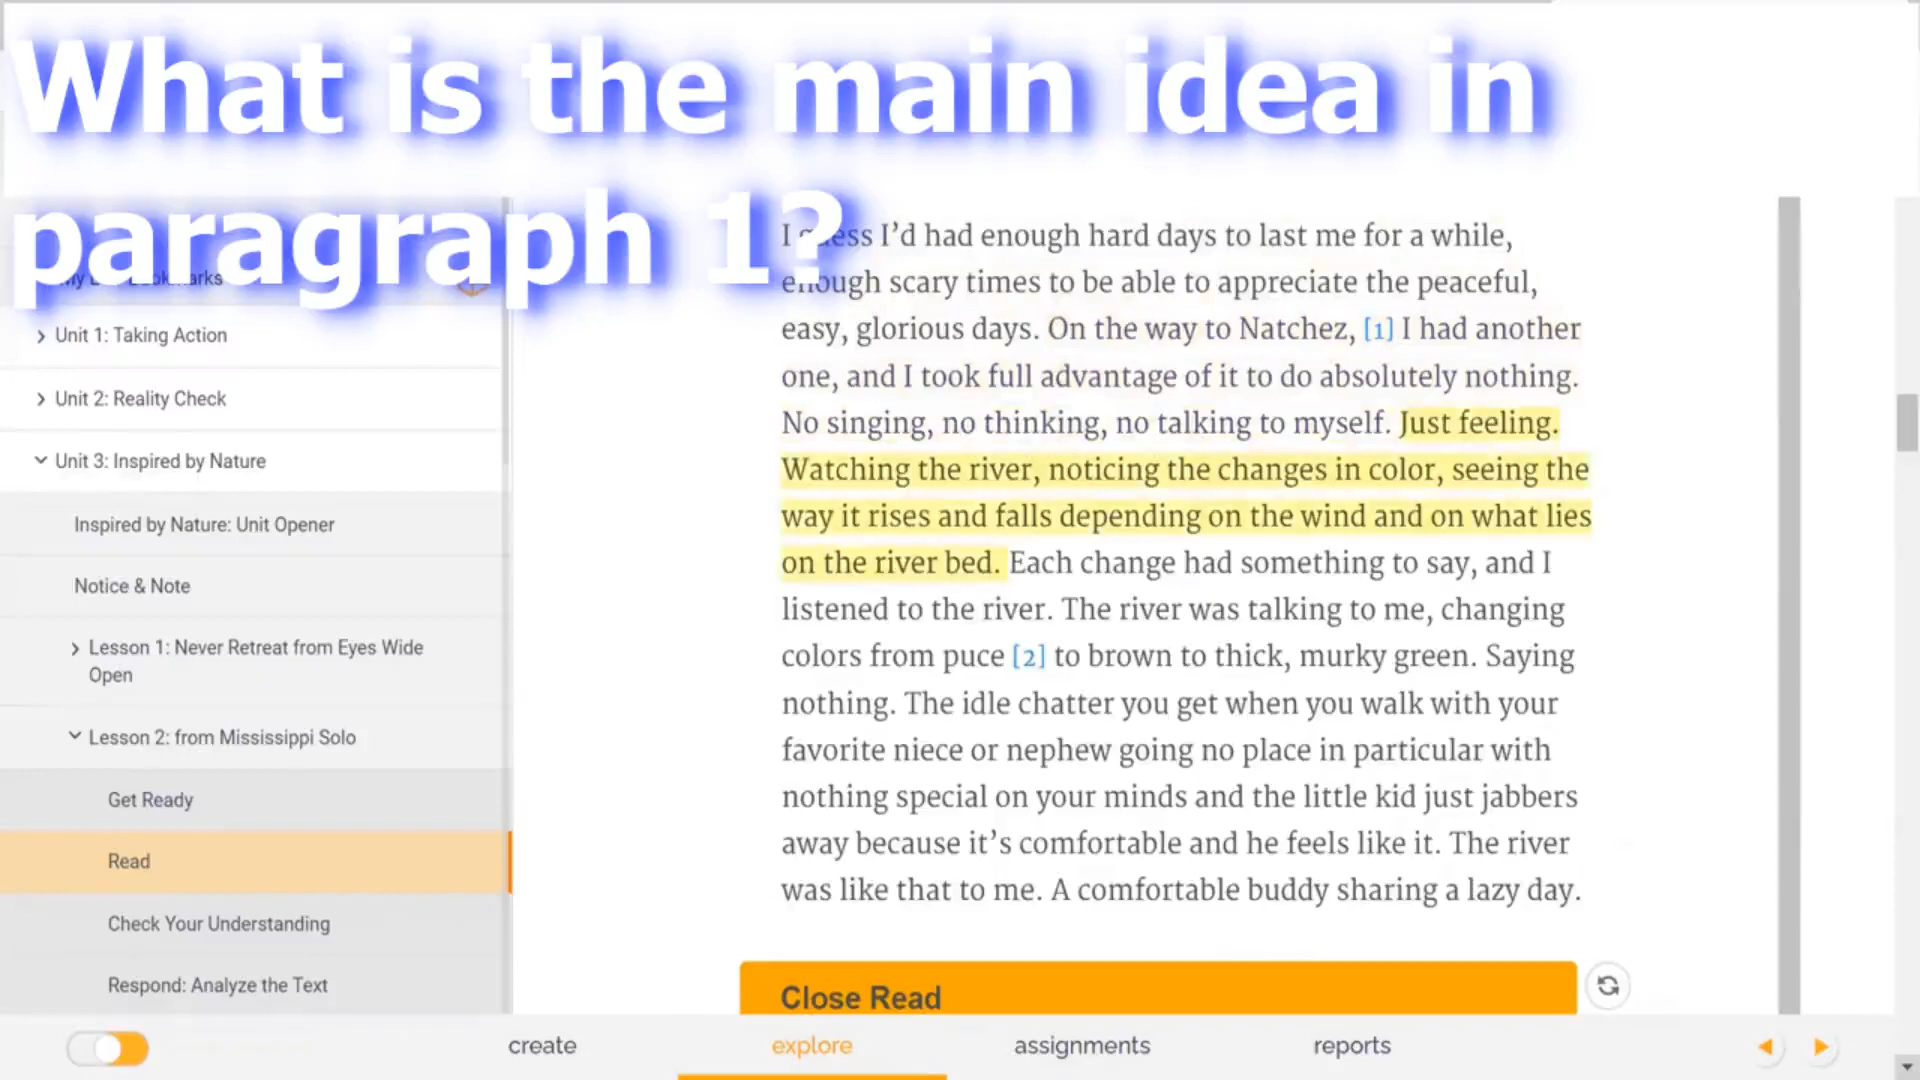 What is the main idea in
paragraph 1?
Unit 1: Taking Action
Unit 2: Reality Check
Unit 3: Inspired by Nature
Inspired by Nature: Unit Opener
Notice & Note
Lesson 1: Never Retreat from Eyes Wide
Open
Lesson 2: from Mississippi Solo
Get Ready
Read
Check Your Understanding
Respond: Analyze the Text
I guess I’d had enough hard days to last me for a while,
enough scary times to be able to appreciate the peaceful,
easy, glorious days. On the way to Natchez, [1] I had another
one, and I took full advantage of it to do absolutely nothing.
No singing, no thinking, no talking to myself. Just feeling.
Watching the river, noticing the changes in color, seeing the
way it rises and falls depending on the wind and on what lies
on the river bed. Each change had something to say, and I
listened to the river. The river was talking to me, changing
colors from puce [2] to brown to thick, murky green. Saying
nothing. The idle chatter you get when you walk with your
favorite niece or nephew going no place in particular with
nothing special on your minds and the little kid just jabbers
away because it’s comfortable and he feels like it. The river
was like that to me. A comfortable buddy sharing a lazy day.
Close Read
create explore assignments reports